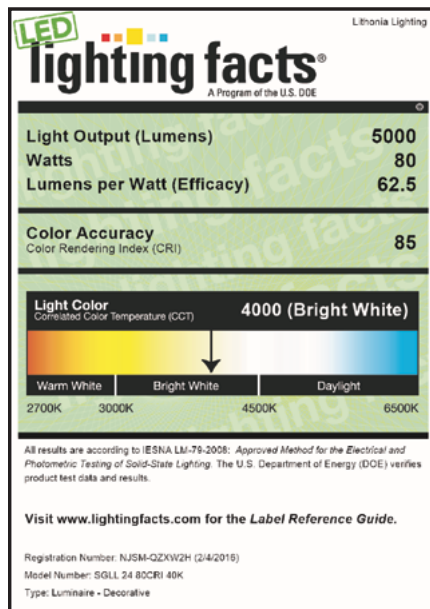 Lithonia Lighting
LED
lighting facts®
A Program of the U.S. DOE
Light Output (Lumens) 5000
Watts 80
Lumens per Watt (Efficacy) 62.5
Color Accuracy
Color Rendering Index (CRI) 85
Light Color
Correlated Color Temperature (CCT) 4000 (Bright White)
Warm White Bright White Daylight
2700K 3000K 4500K 6500K
All results are according to IESNA LM-79-2008: Approved Method for the Electrical and
Photometric Testing of Solid-State Lighting. The U.S. Department of Energy (DOE) verifies
product test data and results.
Visit www.lightingfacts.com for the Label Reference Guide.
Registration Number: NJSM-QZXW2H (2/4/2016)
Model Number: SGLL 24 80CRI 40K
Type: Luminaire - Decorative